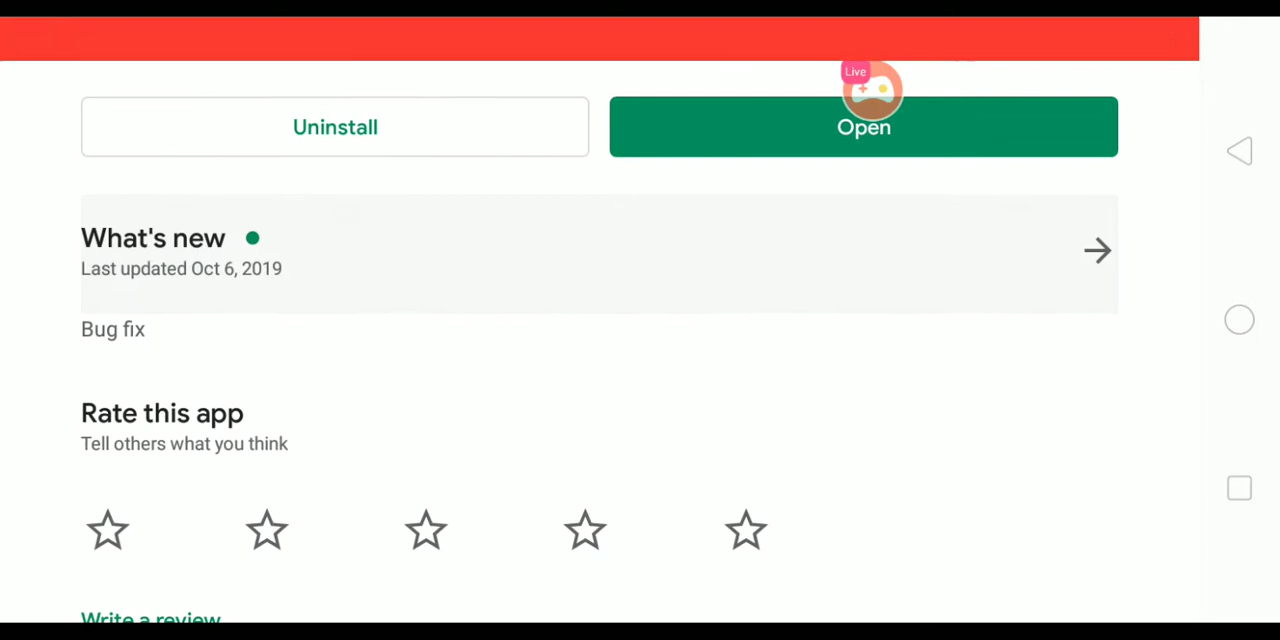 Live
Uninstall
Open
What's new
Last updated Oct 6, 2019
Bug fix
Rate this app
Tell others what you think
Write a review